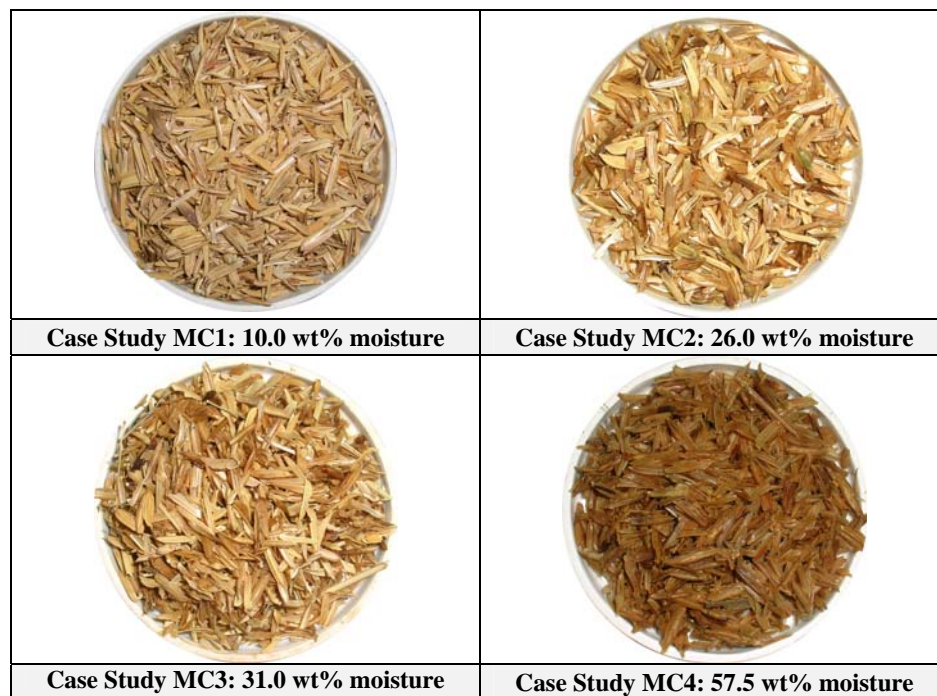 Case Study MC1: 10.0 wt% moisture
Case Study MC2: 26.0 wt% moisture
Case Study MC3: 31.0 wt% moisture
Case Study MC4: 57.5 wt% moisture